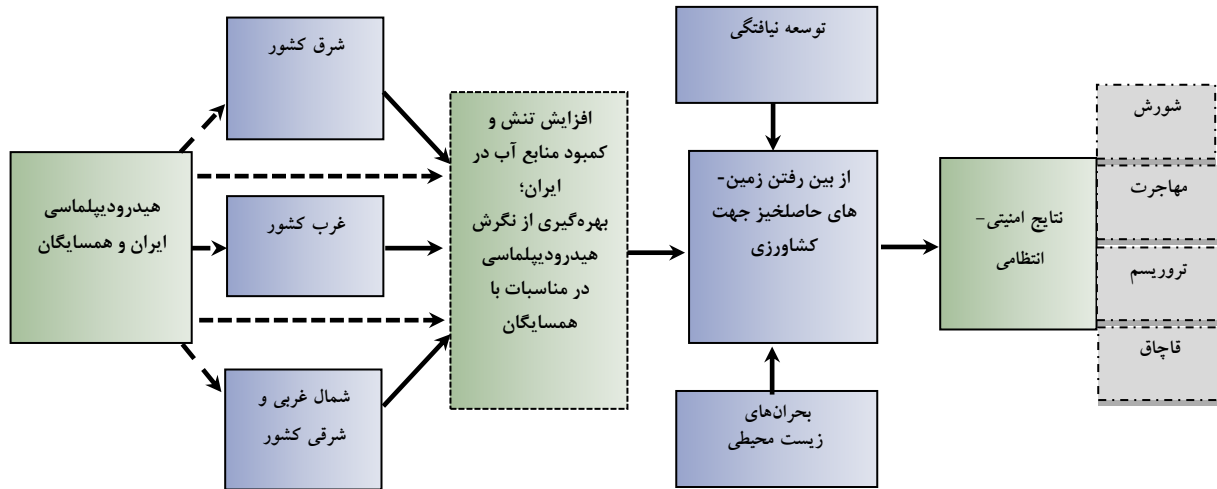 هیدرودیپلماسی
ایران و همسایگان
شرق کشور
غرب کشور
شمال غربی و
شرقی کشور
افزایش تنش و
کمبود منابع آب در
ایران؛
بهره‌گیری از نگرش
هیدرودیپلماسی
در مناسبات با
همسایگان
توسعه نیافتگی
از بین رفتن زمین-
های حاصلخیز جهت
کشاورزی
بحران‌های
زیست محیطی
نتایج امنیتی–
انتظامی
شورش
مهاجرت
تروریسم
قاچاق